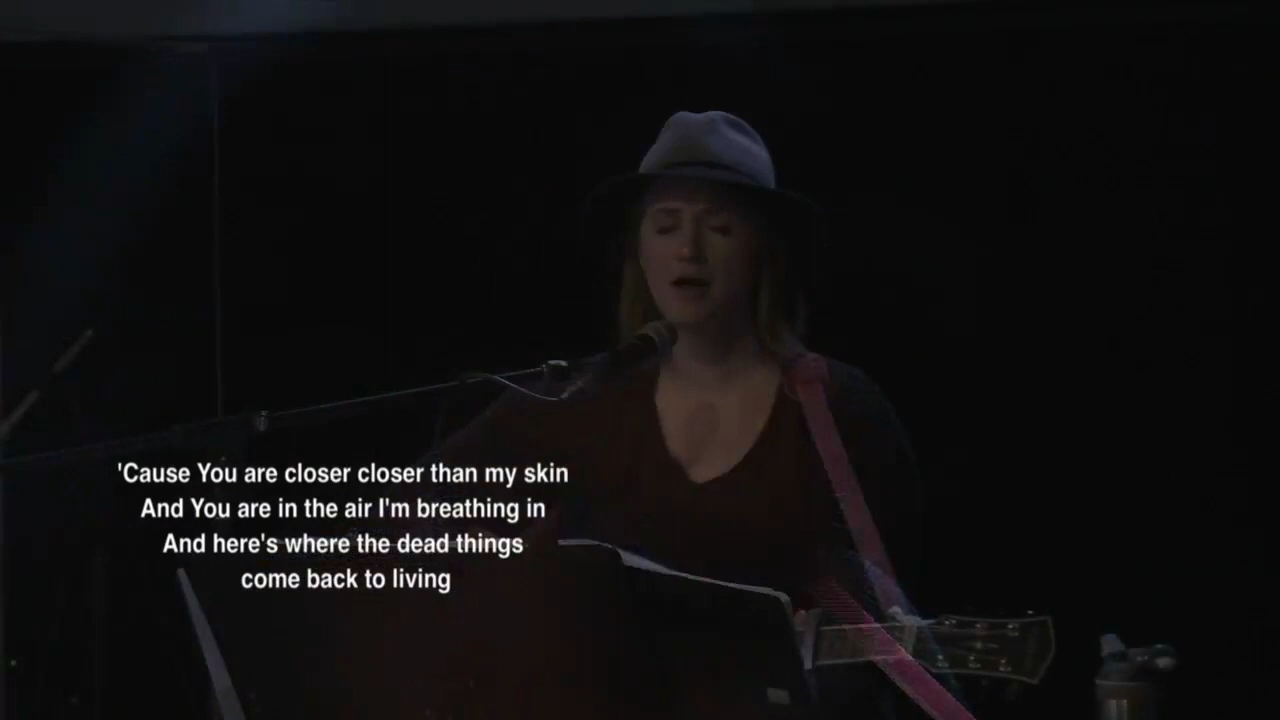 'Cause You are closer closer than my skin
And You are in the air I'm breathing in
And here's where the dead things
come back to living